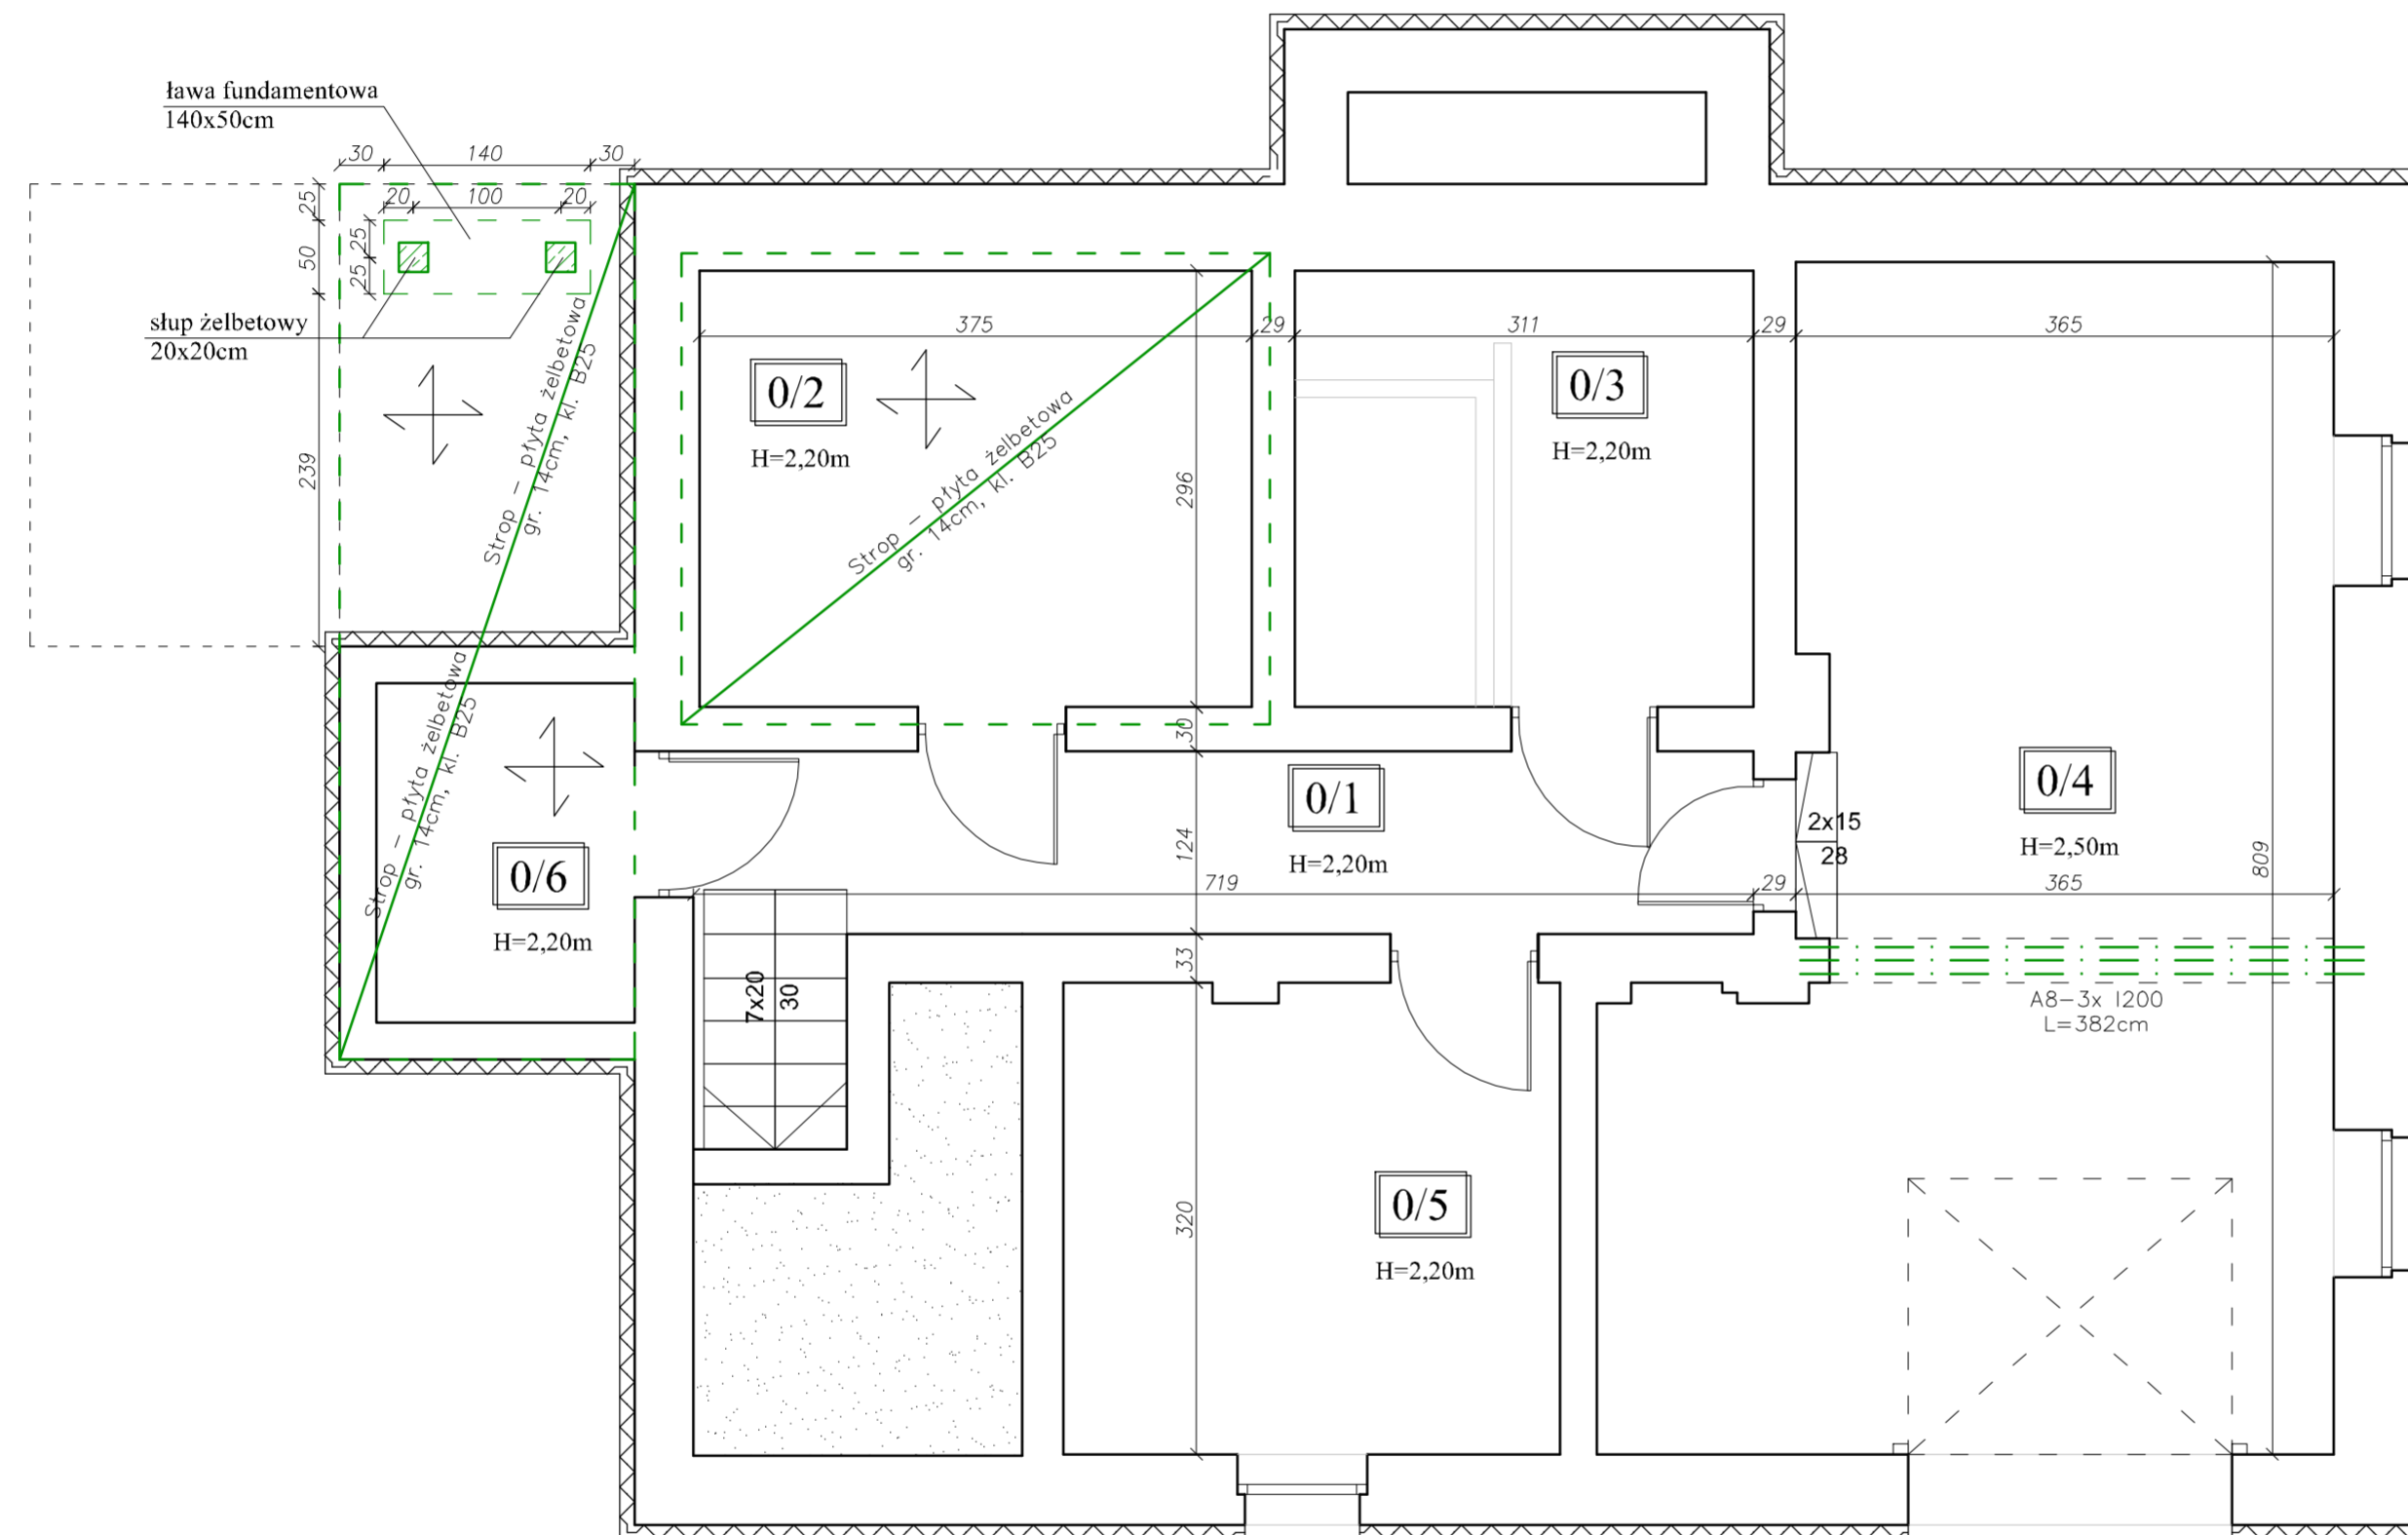 ława fundamentowa
140x50cm
30
140
30
20
100
20
25
50
239
25
25
słup żelbetowy
20x20cm
Strop – płyta żelbetowa
gr. 14cm, kl. B25
375
29
311
29
365
0/2
H=2,20m
Strop – płyta żelbetowa
gr. 14cm, kl. B25
296
0/3
H=2,20m
Strop – płyta żelbetowa
gr. 14cm, kl. B25
0/6
H=2,20m
30
124
33
0/1
H=2,20m
719
29
365
2x15
28
0/4
H=2,50m
809
7x20
30
A8–3x I200
L=382cm
320
0/5
H=2,20m